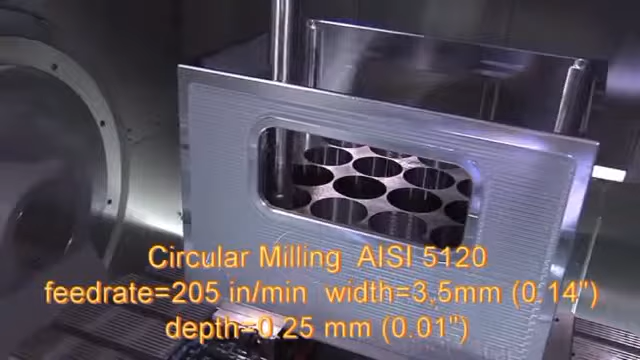 Circular Milling AISI 5120
feedrate=205 in/min width=3,5mm (0.14")
depth=0.25 mm (0.01")